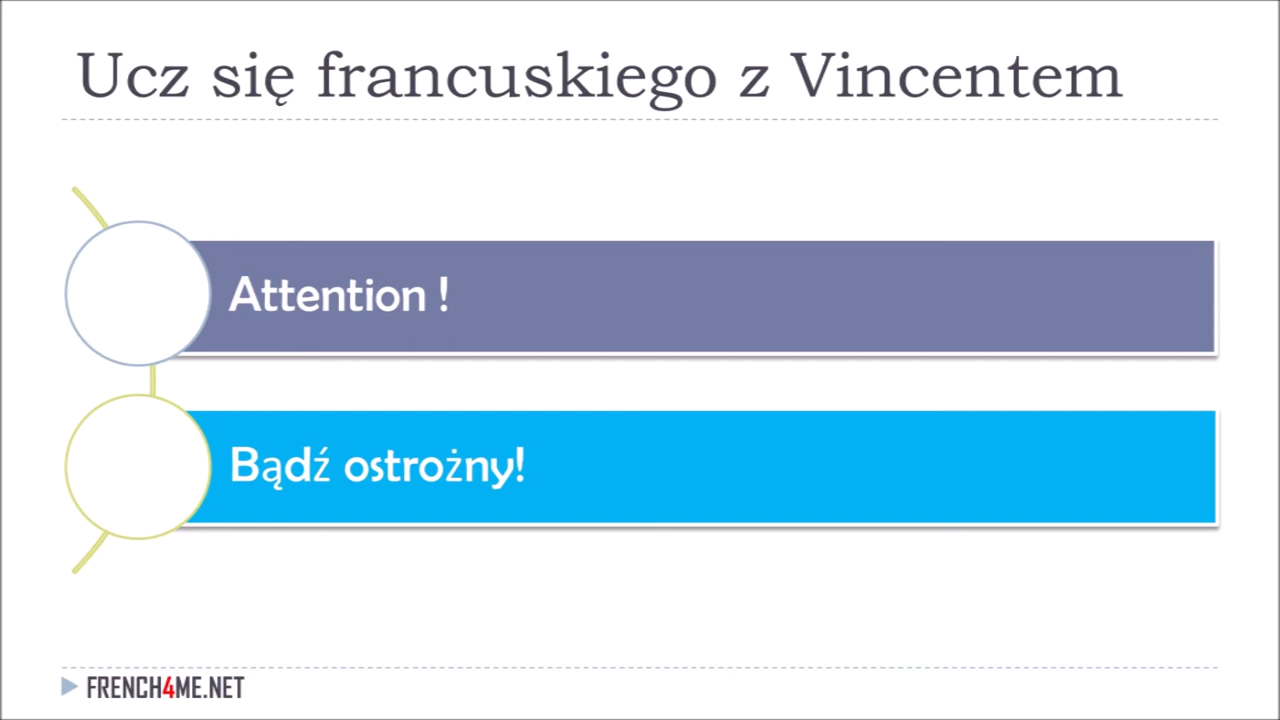 Ucz się francuskiego z Vincentem
Attention !
Bądź ostrożny!
FRENCH4ME.NET